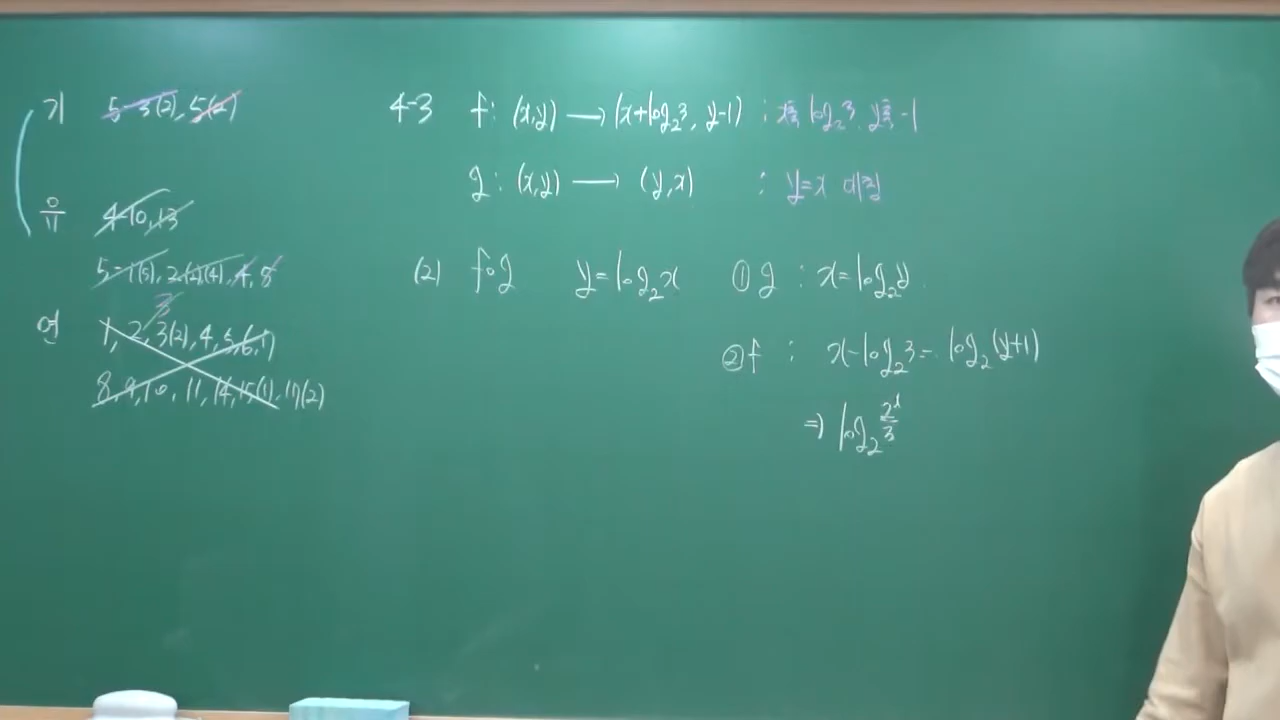 기 5-3(2), 5(2)
유 4-10, 13
5-1(5), 2(2)(4), 4, 8
3
연 1, 2, 3(2), 4, 5, 6, 7
8, 9, 10, 11, 14, 15(1), 17(2)
4-3 f: (x,y) → (x+log₂3, y-1) : x축 log₂3 y축 -1
g: (x,y) → (y,x) : y=x 대칭
(2) f∘g y=log₂x ① g : x=log₂y
② f : x-log₂3 = log₂(y+1)
⇒ log₂ 2ˣ/3